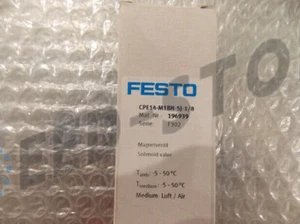 FESTO
CPE14-M1BH-5J-1/8
Mat.-Nr. 196939
Serie F302
Magnetventil
Solenoid valve
Tamb -5 - 50°C
Tmedium -5 - 50°C
Medium Luft / Air